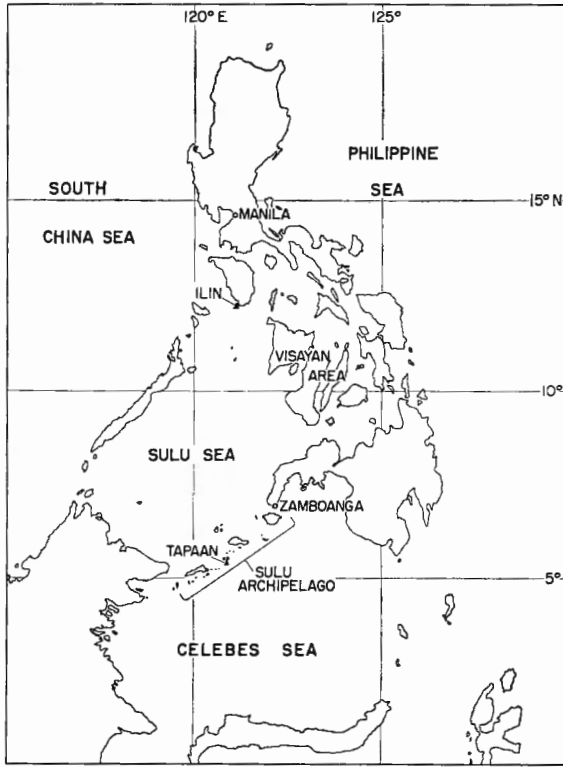 120° E
125°
PHILIPPINE
SEA
SOUTH
CHINA SEA
15° N
MANILA
ILIN
VISAYAN
AREA
10°
SULU SEA
ZAMBOANGA
TAPAAN
SULU
ARCHIPELAGO
5°
CELEBES SEA